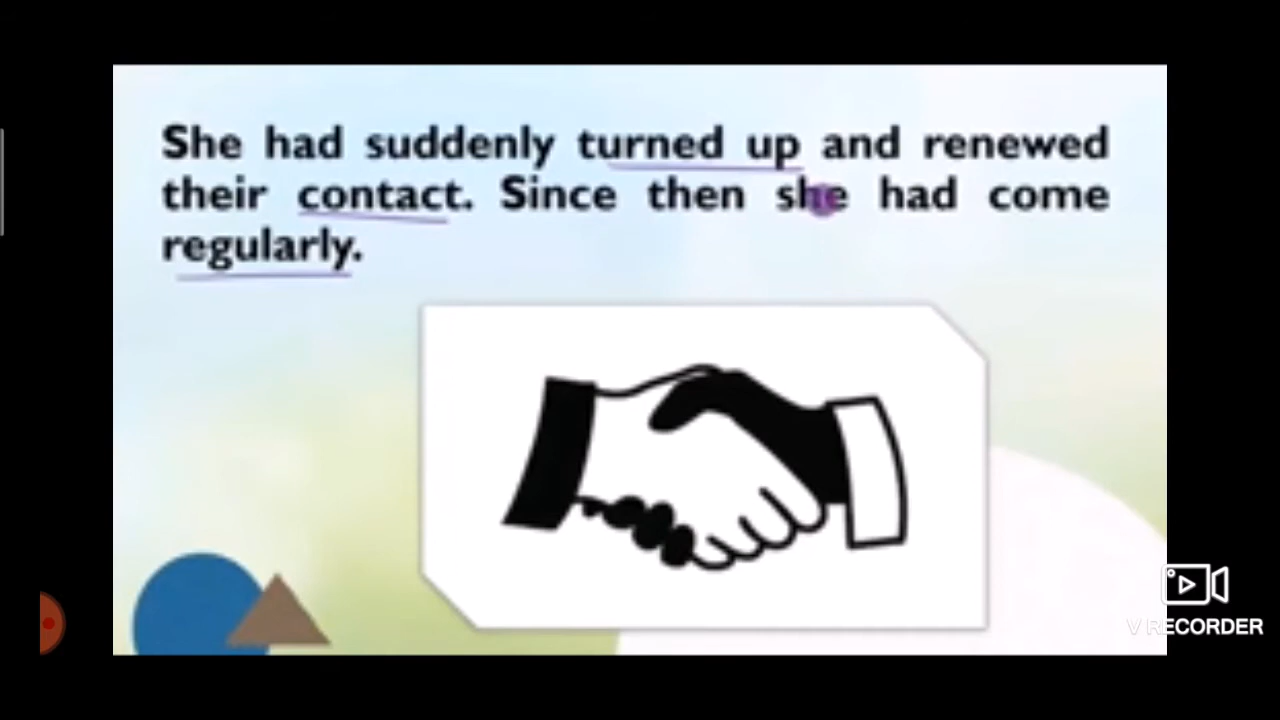 She had suddenly turned up and renewed
their contact. Since then she had come
regularly.
V RECORDER